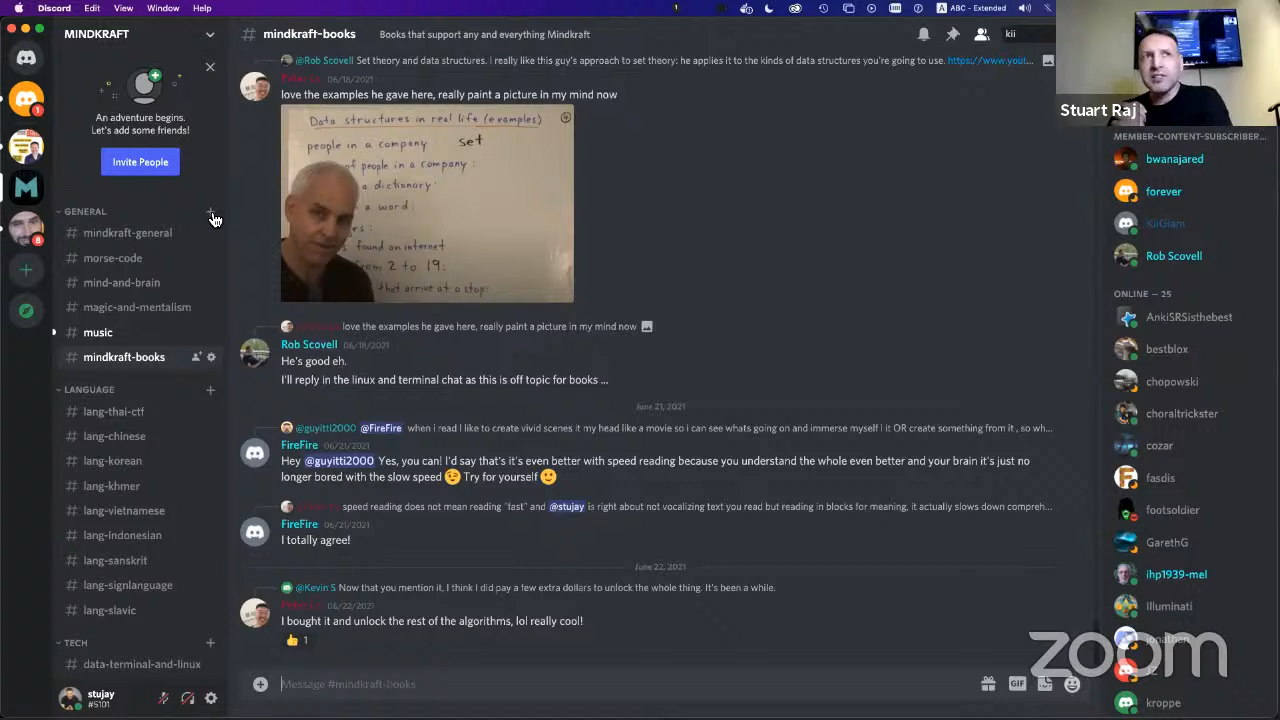 Discord File Edit View Window Help
1
ABC - Extended
MINDKRAFT
An adventure begins.
Let's add some friends!
Invite People
GENERAL
mindkraft-general
morse-code
mind-and-brain
magic-and-mentalism
music
mindkraft-books
LANGUAGE
lang-thai-ctf
lang-chinese
lang-korean
lang-khmer
lang-vietnamese
lang-indonesian
lang-sanskrit
lang-signlanguage
lang-slavic
TECH
data-terminal-and-linux
stujay
#5101
1
M
8
# mindkraft-books Books that support any and everything Mindkraft
kii
@Rob Scovell Set theory and data structures. I really like this guy's approach to set theory: he applies it to the kinds of data structures you're going to use. https://www.yout...
06/18/2021
love the examples he gave here, really paint a picture in my mind now
Data structures in real life (examples)
people in a company set
of people in a company :
a dictionary:
a word:
es :
found an internet
from 2 to 19:
that arrive at a stop:
love the examples he gave here, really paint a picture in my mind now
Rob Scovell 06/18/2021
He's good eh.
I'll reply in the linux and terminal chat as this is off topic for books ...
June 21, 2021
@guyitti2000 @FireFire when i read I like to create vivid scenes it my head like a movie so i can see whats going on and immerse myself I it OR create something from it , so wh...
FireFire 06/21/2021
Hey @guyitti2000 Yes, you can! I'd say that's it's even better with speed reading because you understand the whole even better and your brain it's just no
longer bored with the slow speed Try for yourself
speed reading does not mean reading "fast" and @stujay is right about not vocalizing text you read but reading in blocks for meaning, it actually slows down compreh...
FireFire 06/21/2021
I totally agree!
June 22, 2021
@Kevin S Now that you mention it, I think I did pay a few extra dollars to unlock the whole thing. It's been a while.
06/22/2021
I bought it and unlock the rest of the algorithms, lol really cool!
1
Message #mindkraft-books
GIF
Stuart Raj
MEMBER-CONTENT-SUBSCRIBER...
bwanajared
forever
KiiGiam
Rob Scovell
ONLINE — 25
AnkiSRSisthebest
bestblox
chopowski
choraltrickster
cozar
fasdis
footsoldier
GarethG
ihp1939-mel
Illuminati
jonathan
kroppe
zoom